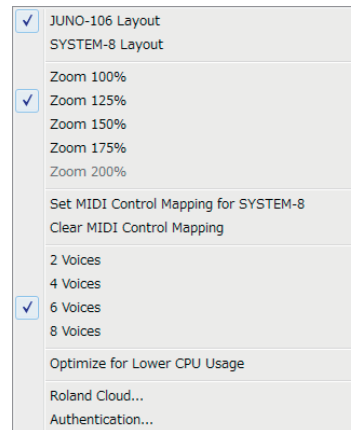 JUNO-106 Layout
SYSTEM-8 Layout
Zoom 100%
Zoom 125%
Zoom 150%
Zoom 175%
Zoom 200%
Set MIDI Control Mapping for SYSTEM-8
Clear MIDI Control Mapping
2 Voices
4 Voices
6 Voices
8 Voices
Optimize for Lower CPU Usage
Roland Cloud...
Authentication...